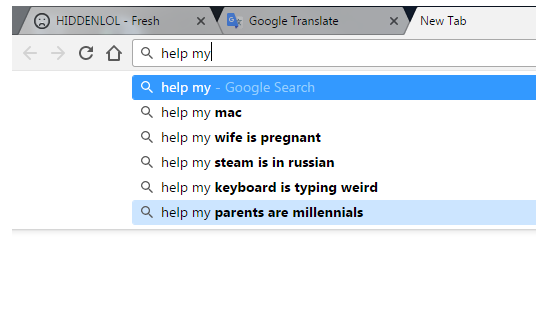 HIDDENLOL - Fresh
Google Translate
New Tab
help my
help my - Google Search
help my mac
help my wife is pregnant
help my steam is in russian
help my keyboard is typing weird
help my parents are millennials